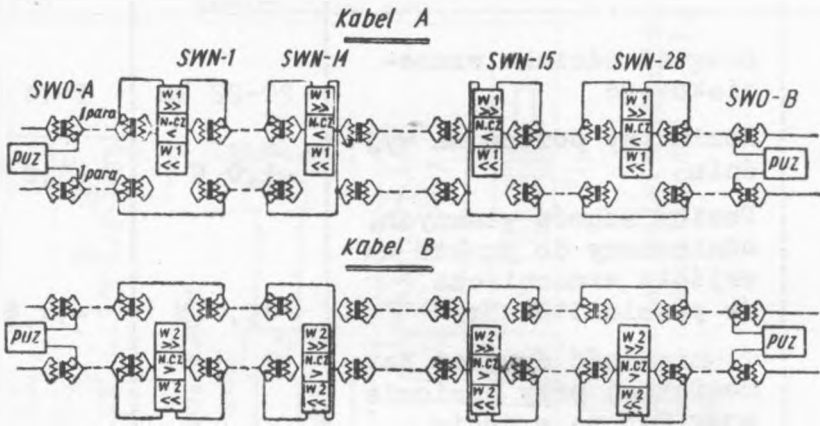 Kabel A
SWN-1 SWN-14 SWN-15 SWN-28
SWO-A SWO-B
1para
W1 W1 W1 W1
>> >> >> >>
N.CZ N.CZ N.CZ N.CZ
< < < <
PUZ W1 W1 W1 W1 PUZ
<< << << <<
1para
Kabel B
PUZ PUZ
W2 W2 W2 W2
>> >> >> >>
N.CZ N.CZ N.CZ N.CZ
> > > >
W2 W2 W2 W2
<< << << <<